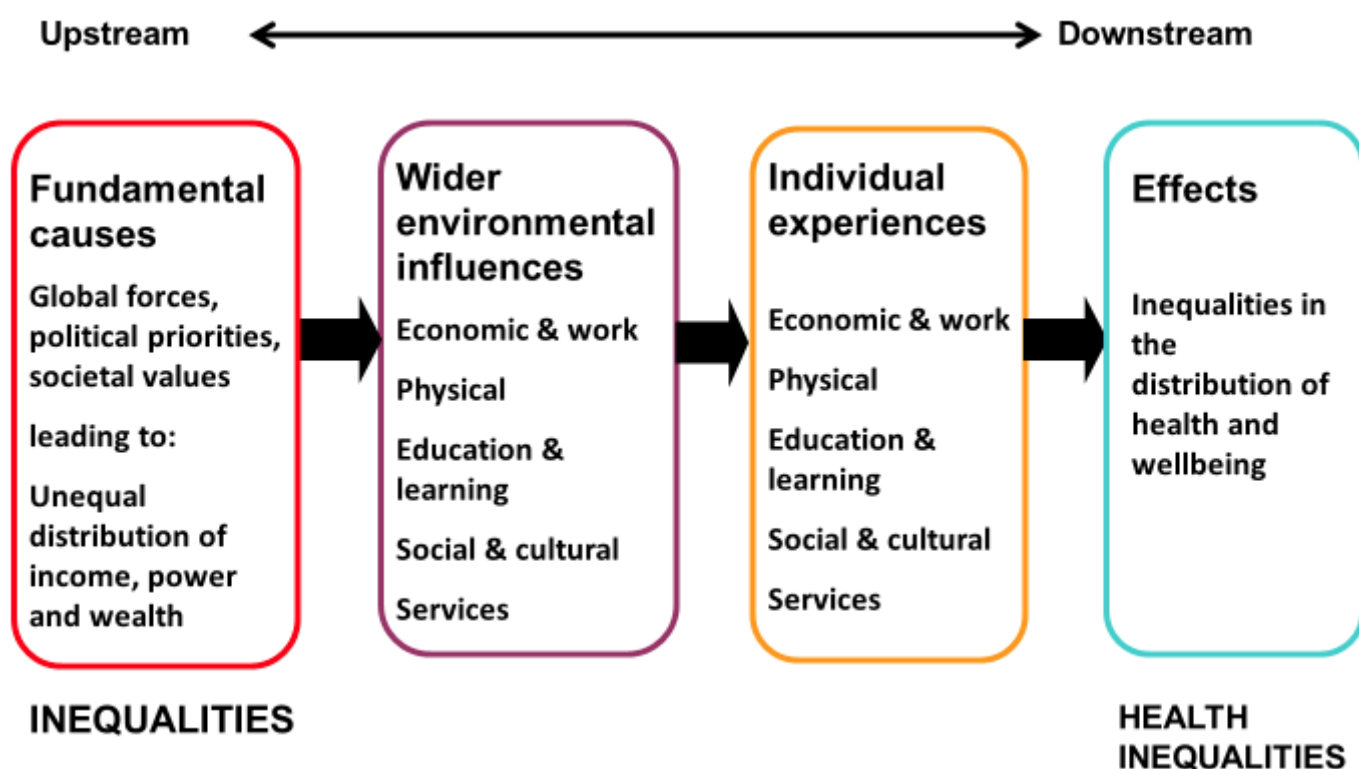 Upstream
Downstream
Fundamental
causes
Global forces,
political priorities,
societal values
leading to:
Unequal
distribution of
income, power
and wealth
Wider
environmental
influences
Economic & work
Physical
Education &
learning
Social & cultural
Services
Individual
experiences
Economic & work
Physical
Education &
learning
Social & cultural
Services
Effects
Inequalities in
the
distribution of
health and
wellbeing
INEQUALITIES
HEALTH
INEQUALITIES